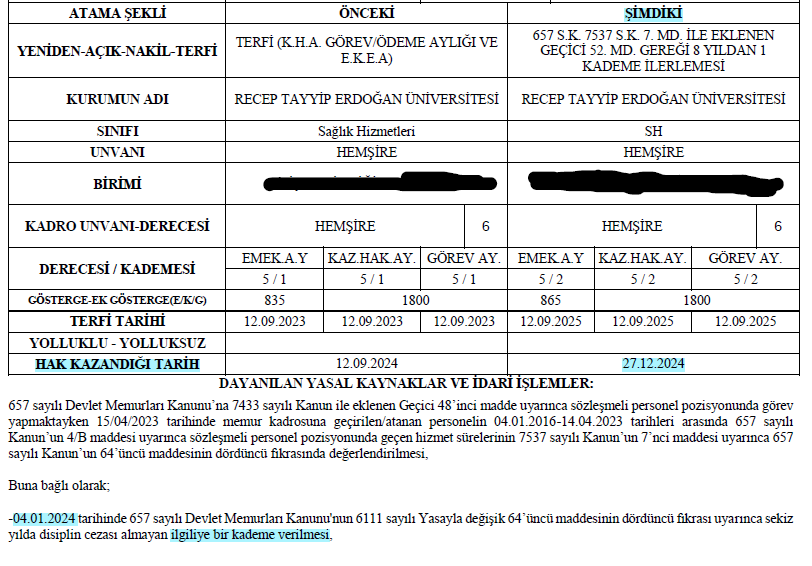 ATAMA ŞEKLİ ÖNCEKİ ŞİMDİKİ
YENİDEN-AÇIK-NAKİL-TERFİ TERFİ (K.H.A. GÖREV/ÖDEME AYLIĞI VE E.K.E.A) 657 S.K. 7537 S.K. 7. MD. İLE EKLENEN GEÇİCİ 52. MD. GEREĞİ 8 YILDAN 1 KADEME İLERLEMESİ
KURUMUN ADI RECEP TAYYİP ERDOĞAN ÜNİVERSİTESİ RECEP TAYYİP ERDOĞAN ÜNİVERSİTESİ
SINIFI Sağlık Hizmetleri SH
UNVANI HEMŞİRE HEMŞİRE
BİRİMİ
KADRO UNVANI-DERECESİ HEMŞİRE 6 HEMŞİRE 6
DERECESİ / KADEMESİ EMEK.A.Y KAZ.HAK.AY. GÖREV AY. EMEK.A.Y KAZ.HAK.AY. GÖREV AY.
5 / 1 5 / 1 5 / 1 5 / 2 5 / 2 5 / 2
GÖSTERGE-EK GÖSTERGE(E/K/G) 835 1800 865 1800
TERFİ TARİHİ 12.09.2023 12.09.2023 12.09.2023 12.09.2025 12.09.2025 12.09.2025
YOLLUKLU - YOLLUKSUZ
HAK KAZANDIĞI TARİH 12.09.2024 27.12.2024
DAYANILAN YASAL KAYNAKLAR VE İDARİ İŞLEMLER:
657 sayılı Devlet Memurları Kanunu’na 7433 sayılı Kanun ile eklenen Geçici 48’inci madde uyarınca sözleşmeli personel pozisyonunda görev
yapmaktayken 15/04/2023 tarihinde memur kadrosuna geçirilen/atanan personelin 04.01.2016-14.04.2023 tarihleri arasında 657 sayılı
Kanun’un 4/B maddesi uyarınca sözleşmeli personel pozisyonunda geçen hizmet sürelerinin 7537 sayılı Kanun’un 7’nci maddesi uyarınca 657
sayılı Kanun’un 64’üncü maddesinin dördüncü fıkrasında değerlendirilmesi,
Buna bağlı olarak;
-04.01.2024 tarihinde 657 sayılı Devlet Memurları Kanunu'nun 6111 sayılı Yasayla değişik 64’üncü maddesinin dördüncü fıkrası uyarınca sekiz
yılda disiplin cezası almayan ilgiliye bir kademe verilmesi,